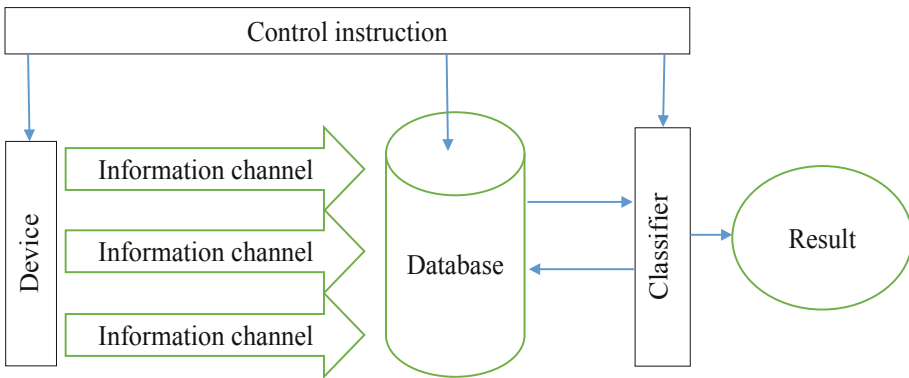 Control instruction
Device
Information channel
Information channel
Information channel
Database
Classifier
Result